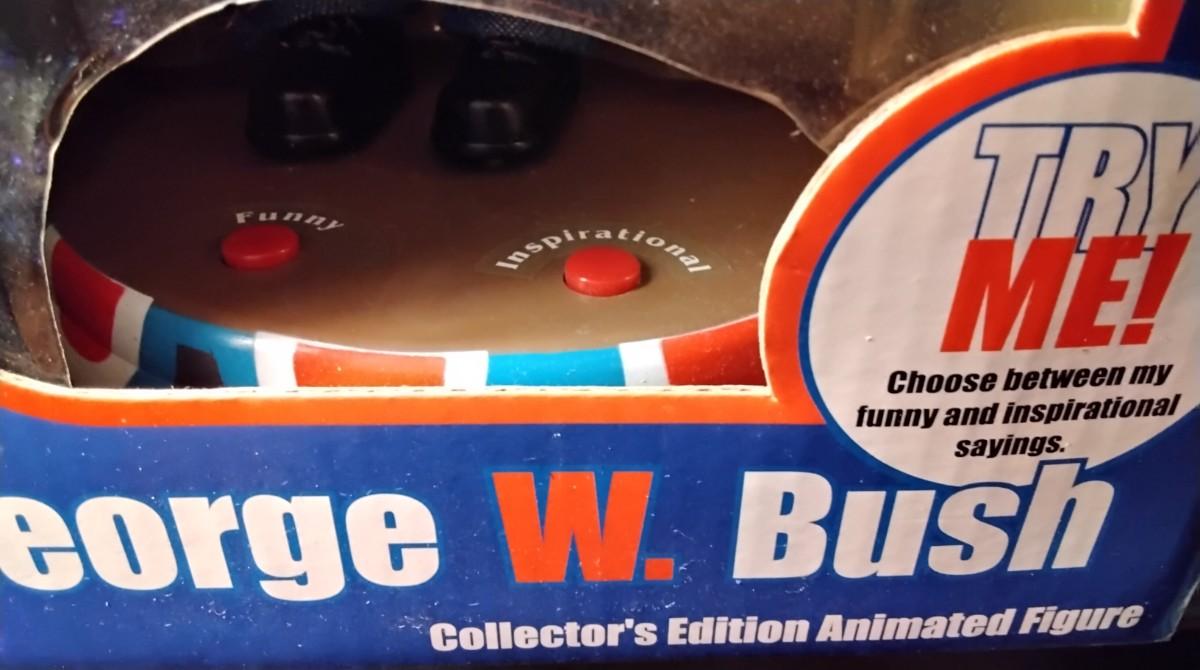 Funny
Inspirational
TRY
ME!
Choose between my
funny and inspirational
sayings.
eorge W. Bush
Collector's Edition Animated Figure